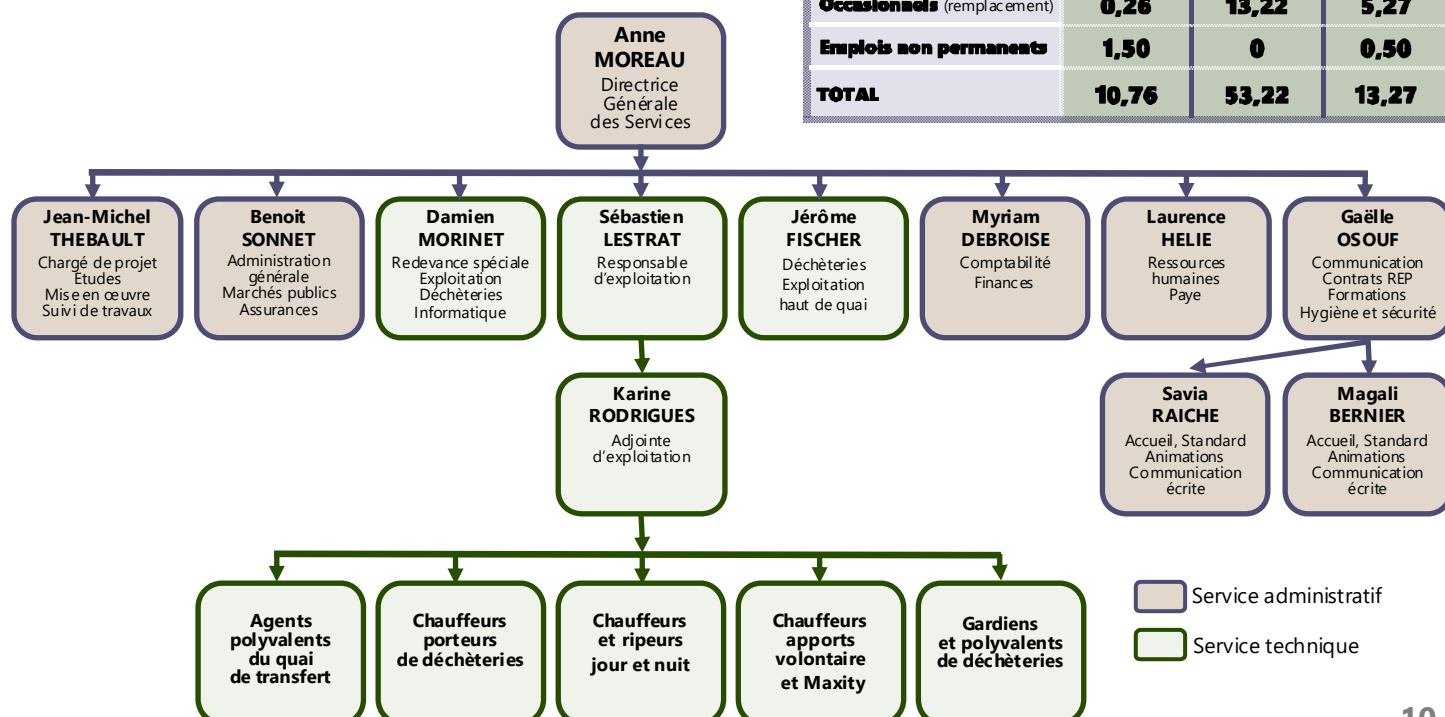 Occasionnels (remplacement) 0,26 13,22 5,27
Emplois non permanents 1,50 0 0,50
TOTAL 10,76 53,22 13,27
Anne
MOREAU
Directrice
Générale
des Services
Jean-Michel
THEBAULT
Chargé de projet
Etudes
Mise en œuvre
Suivi de travaux
Benoit
SONNET
Administration
générale
Marchés publics
Assurances
Damien
MORINET
Redevance spéciale
Exploitation
Déchèteries
Informatique
Sébastien
LESTRAT
Responsable
d'exploitation
Jérôme
FISCHER
Déchèteries
Exploitation
haut de quai
Myriam
DEBROISE
Comptabilité
Finances
Laurence
HELIE
Ressources
humaines
Paye
Gaëlle
OSOUF
Communication
Contrats REP
Formations
Hygiène et sécurité
Karine
RODRIGUES
Adjointe
d'exploitation
Savia
RAICHE
Accueil, Standard
Animations
Communication
écrite
Magali
BERNIER
Accueil, Standard
Animations
Communication
écrite
Agents
polyvalents
du quai
de transfert
Chauffeurs
porteurs
de déchèteries
Chauffeurs
et ripeurs
jour et nuit
Chauffeurs
apports
volontaire
et Maxity
Gardiens
et polyvalents
de déchèteries
Service administratif
Service technique